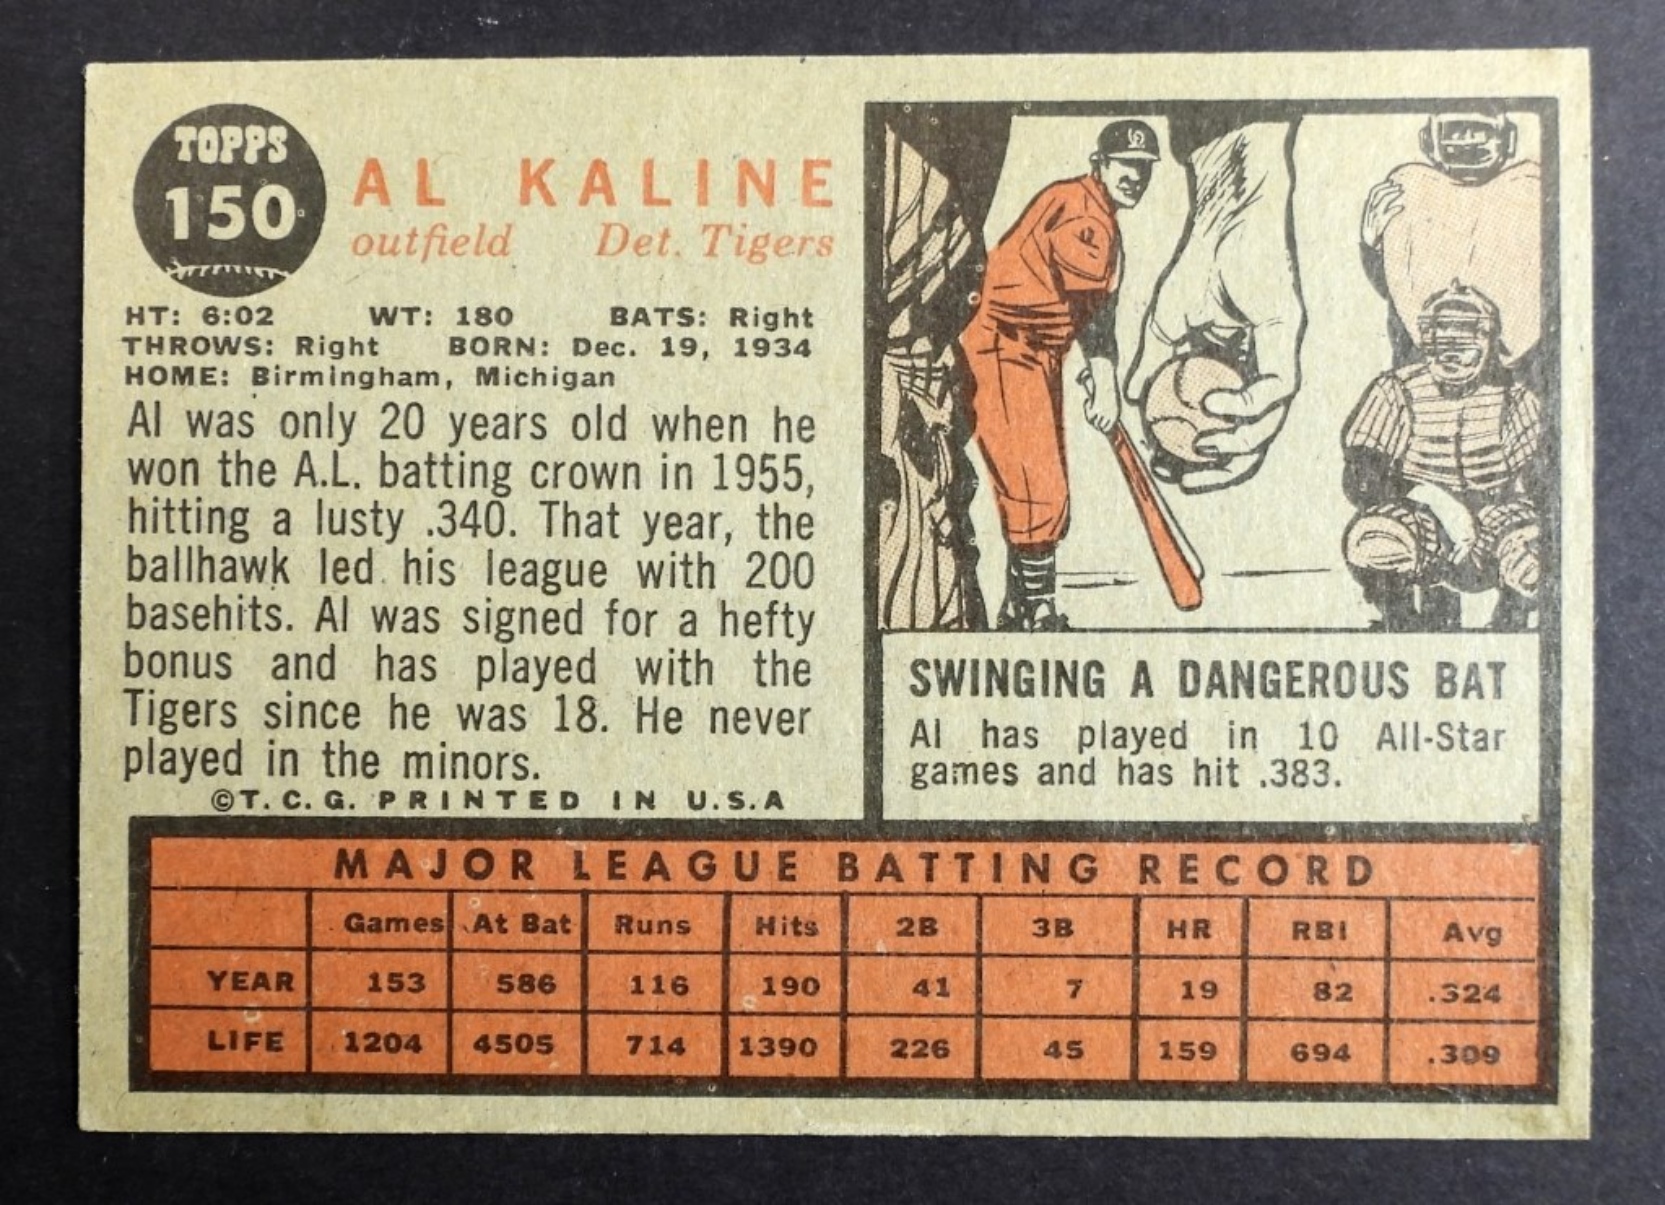 TOPPS
150
AL KALINE
outfield Det. Tigers
HT: 6:02 WT: 180 BATS: Right
THROWS: Right BORN: Dec. 19, 1934
HOME: Birmingham, Michigan
Al was only 20 years old when he
won the A.L. batting crown in 1955,
hitting a lusty .340. That year, the
ballhawk led his league with 200
basehits. Al was signed for a hefty
bonus and has played with the
Tigers since he was 18. He never
played in the minors.
©T.C.G. PRINTED IN U.S.A
SWINGING A DANGEROUS BAT
Al has played in 10 All-Star
games and has hit .383.
MAJOR LEAGUE BATTING RECORD
Games At Bat Runs Hits 2B 3B HR RBI Avg
YEAR 153 586 116 190 41 7 19 82 .324
LIFE 1204 4505 714 1390 226 45 159 694 .309